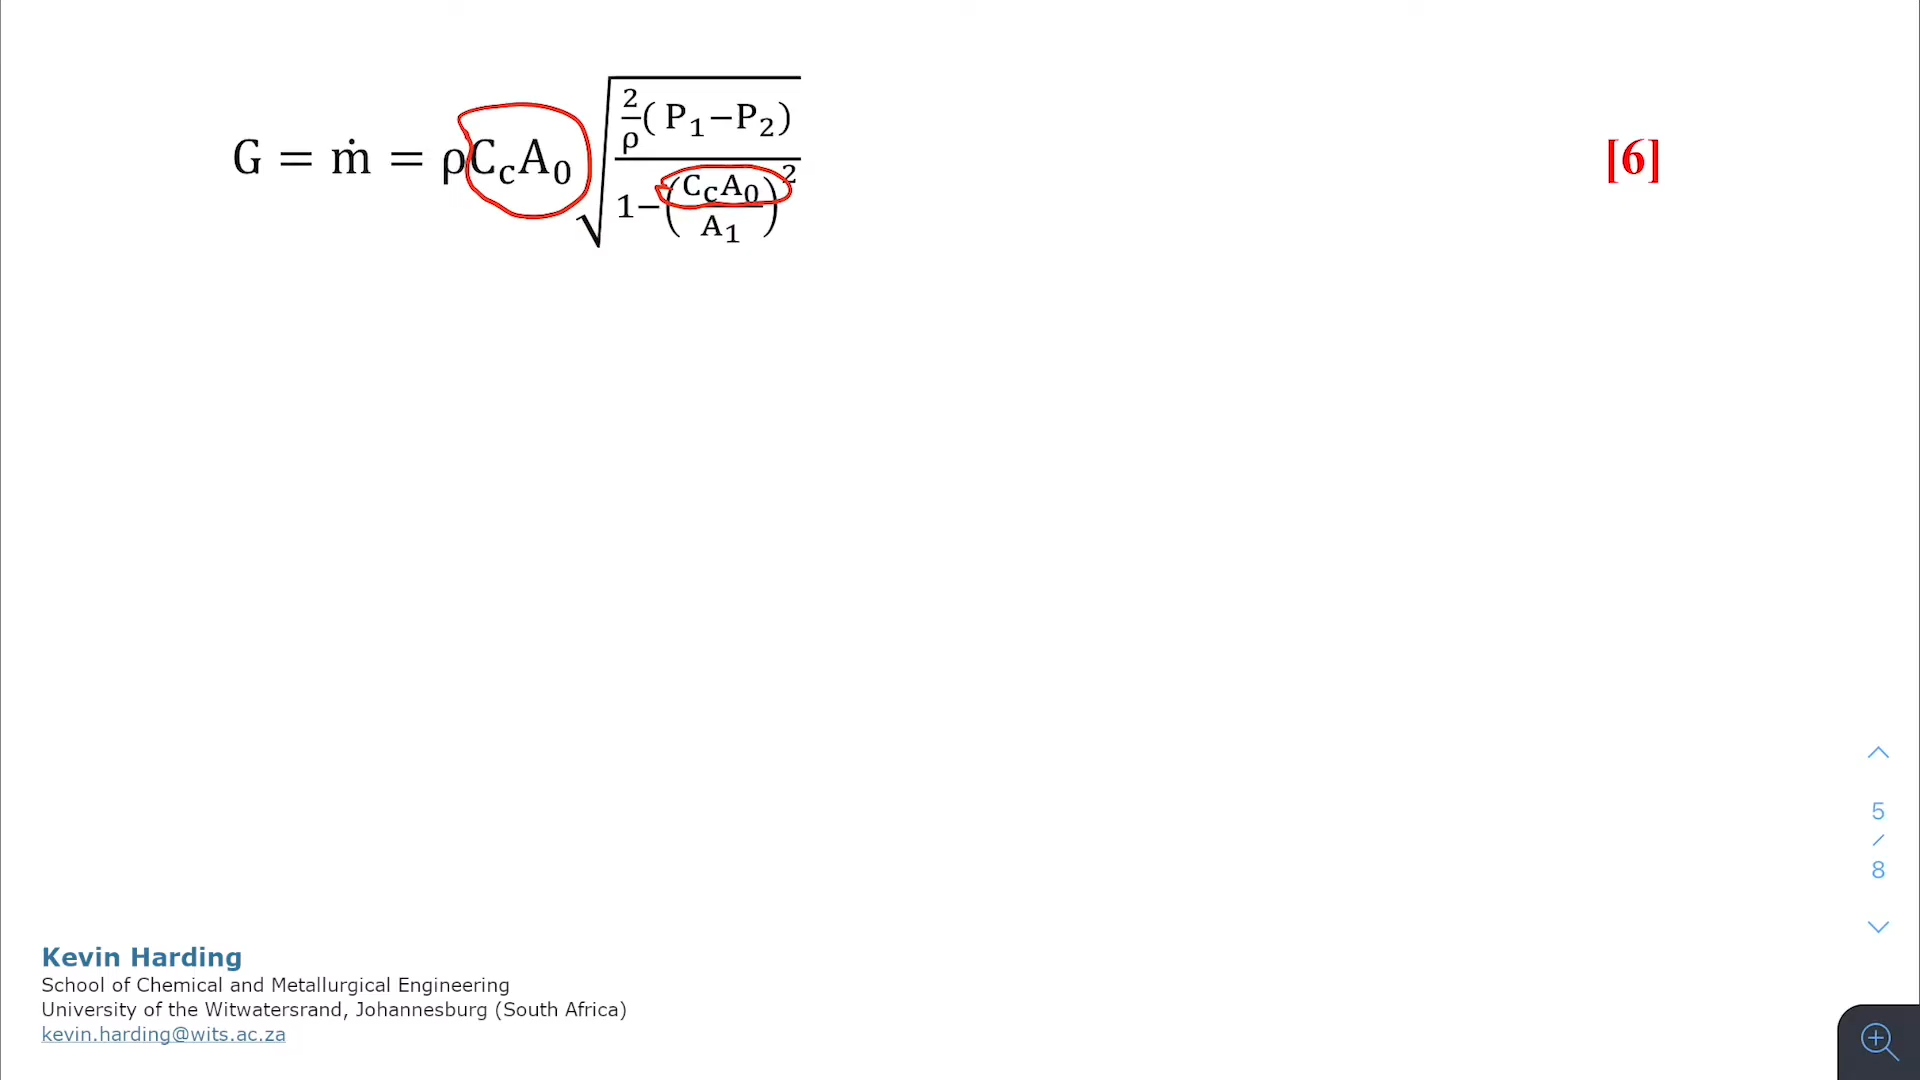 G = ṁ = ρC_cA_0 √((2/ρ)( P_1−P_2) / (1−(C_cA_0/A_1)^2)) [6]
5
/
8
Kevin Harding
School of Chemical and Metallurgical Engineering
University of the Witwatersrand, Johannesburg (South Africa)
kevin.harding@wits.ac.za